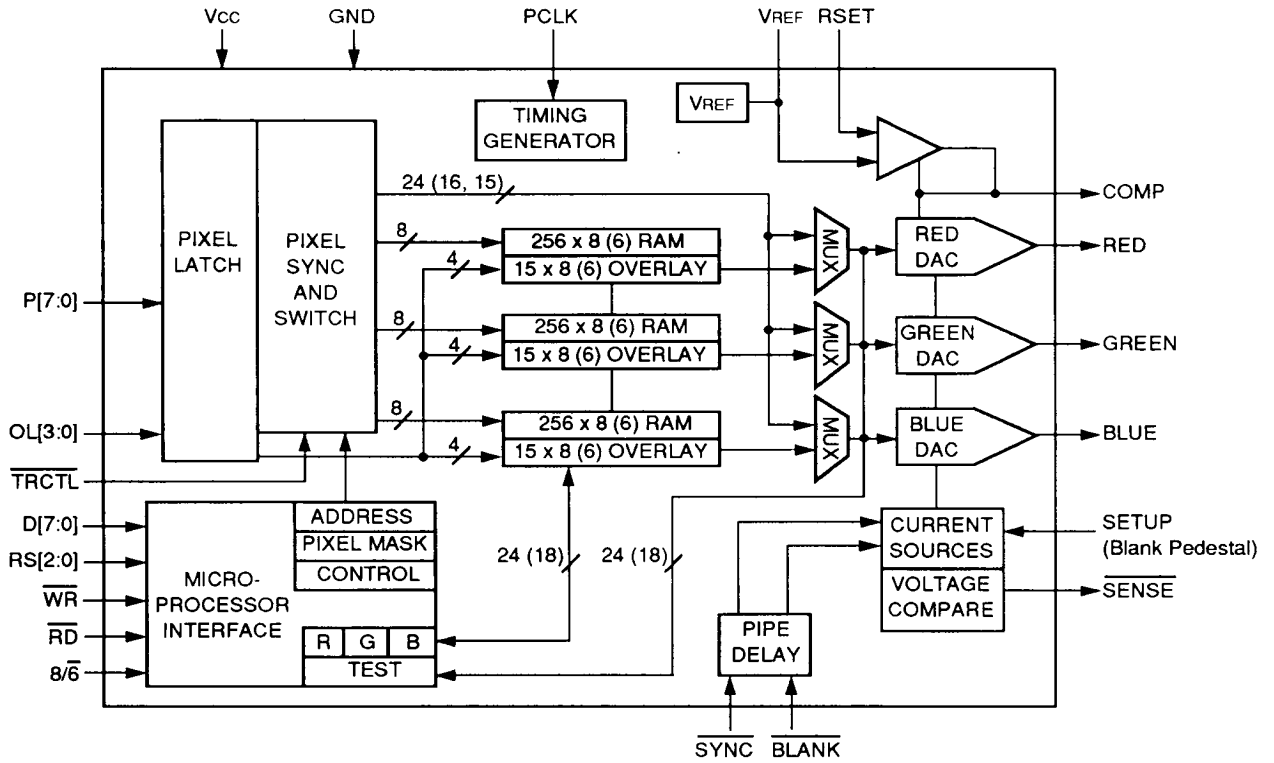 VCC
GND
PCLK
VREF
RSET
VREF
TIMING
GENERATOR
24 (16, 15)
COMP
PIXEL
LATCH
PIXEL
SYNC
AND
SWITCH
8
256 x 8 (6) RAM
4
15 x 8 (6) OVERLAY
MUX
RED
DAC
RED
P[7:0]
8
256 x 8 (6) RAM
4
15 x 8 (6) OVERLAY
MUX
GREEN
DAC
GREEN
8
256 x 8 (6) RAM
4
15 x 8 (6) OVERLAY
MUX
BLUE
DAC
BLUE
OL[3:0]
TRCTL
D[7:0]
RS[2:0]
WR
RD
8/6
MICRO-
PROCESSOR
INTERFACE
ADDRESS
PIXEL MASK
CONTROL
R G B
TEST
24 (18)
24 (18)
CURRENT
SOURCES
VOLTAGE
COMPARE
SETUP
(Blank Pedestal)
SENSE
PIPE
DELAY
SYNC
BLANK